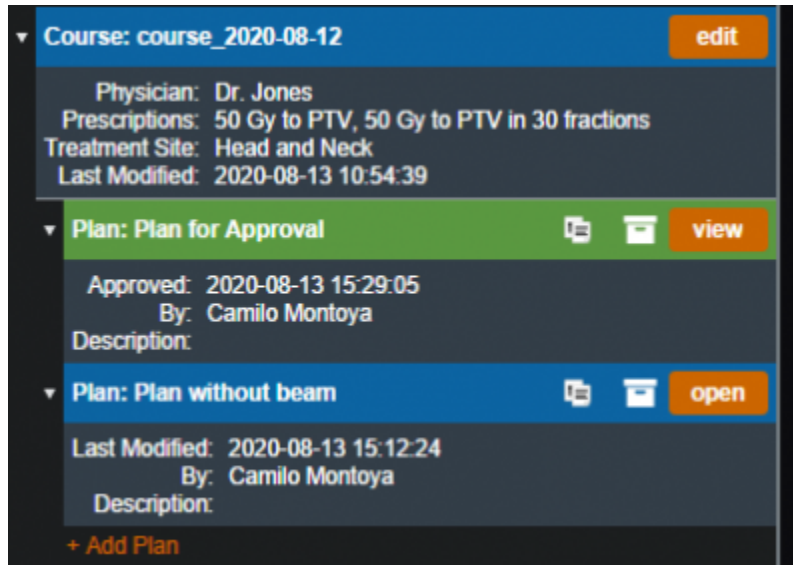 Course: course_2020-08-12 edit
Physician: Dr. Jones
Prescriptions: 50 Gy to PTV, 50 Gy to PTV in 30 fractions
Treatment Site: Head and Neck
Last Modified: 2020-08-13 10:54:39
Plan: Plan for Approval view
Approved: 2020-08-13 15:29:05
By: Camilo Montoya
Description:
Plan: Plan without beam open
Last Modified: 2020-08-13 15:12:24
By: Camilo Montoya
Description:
+ Add Plan